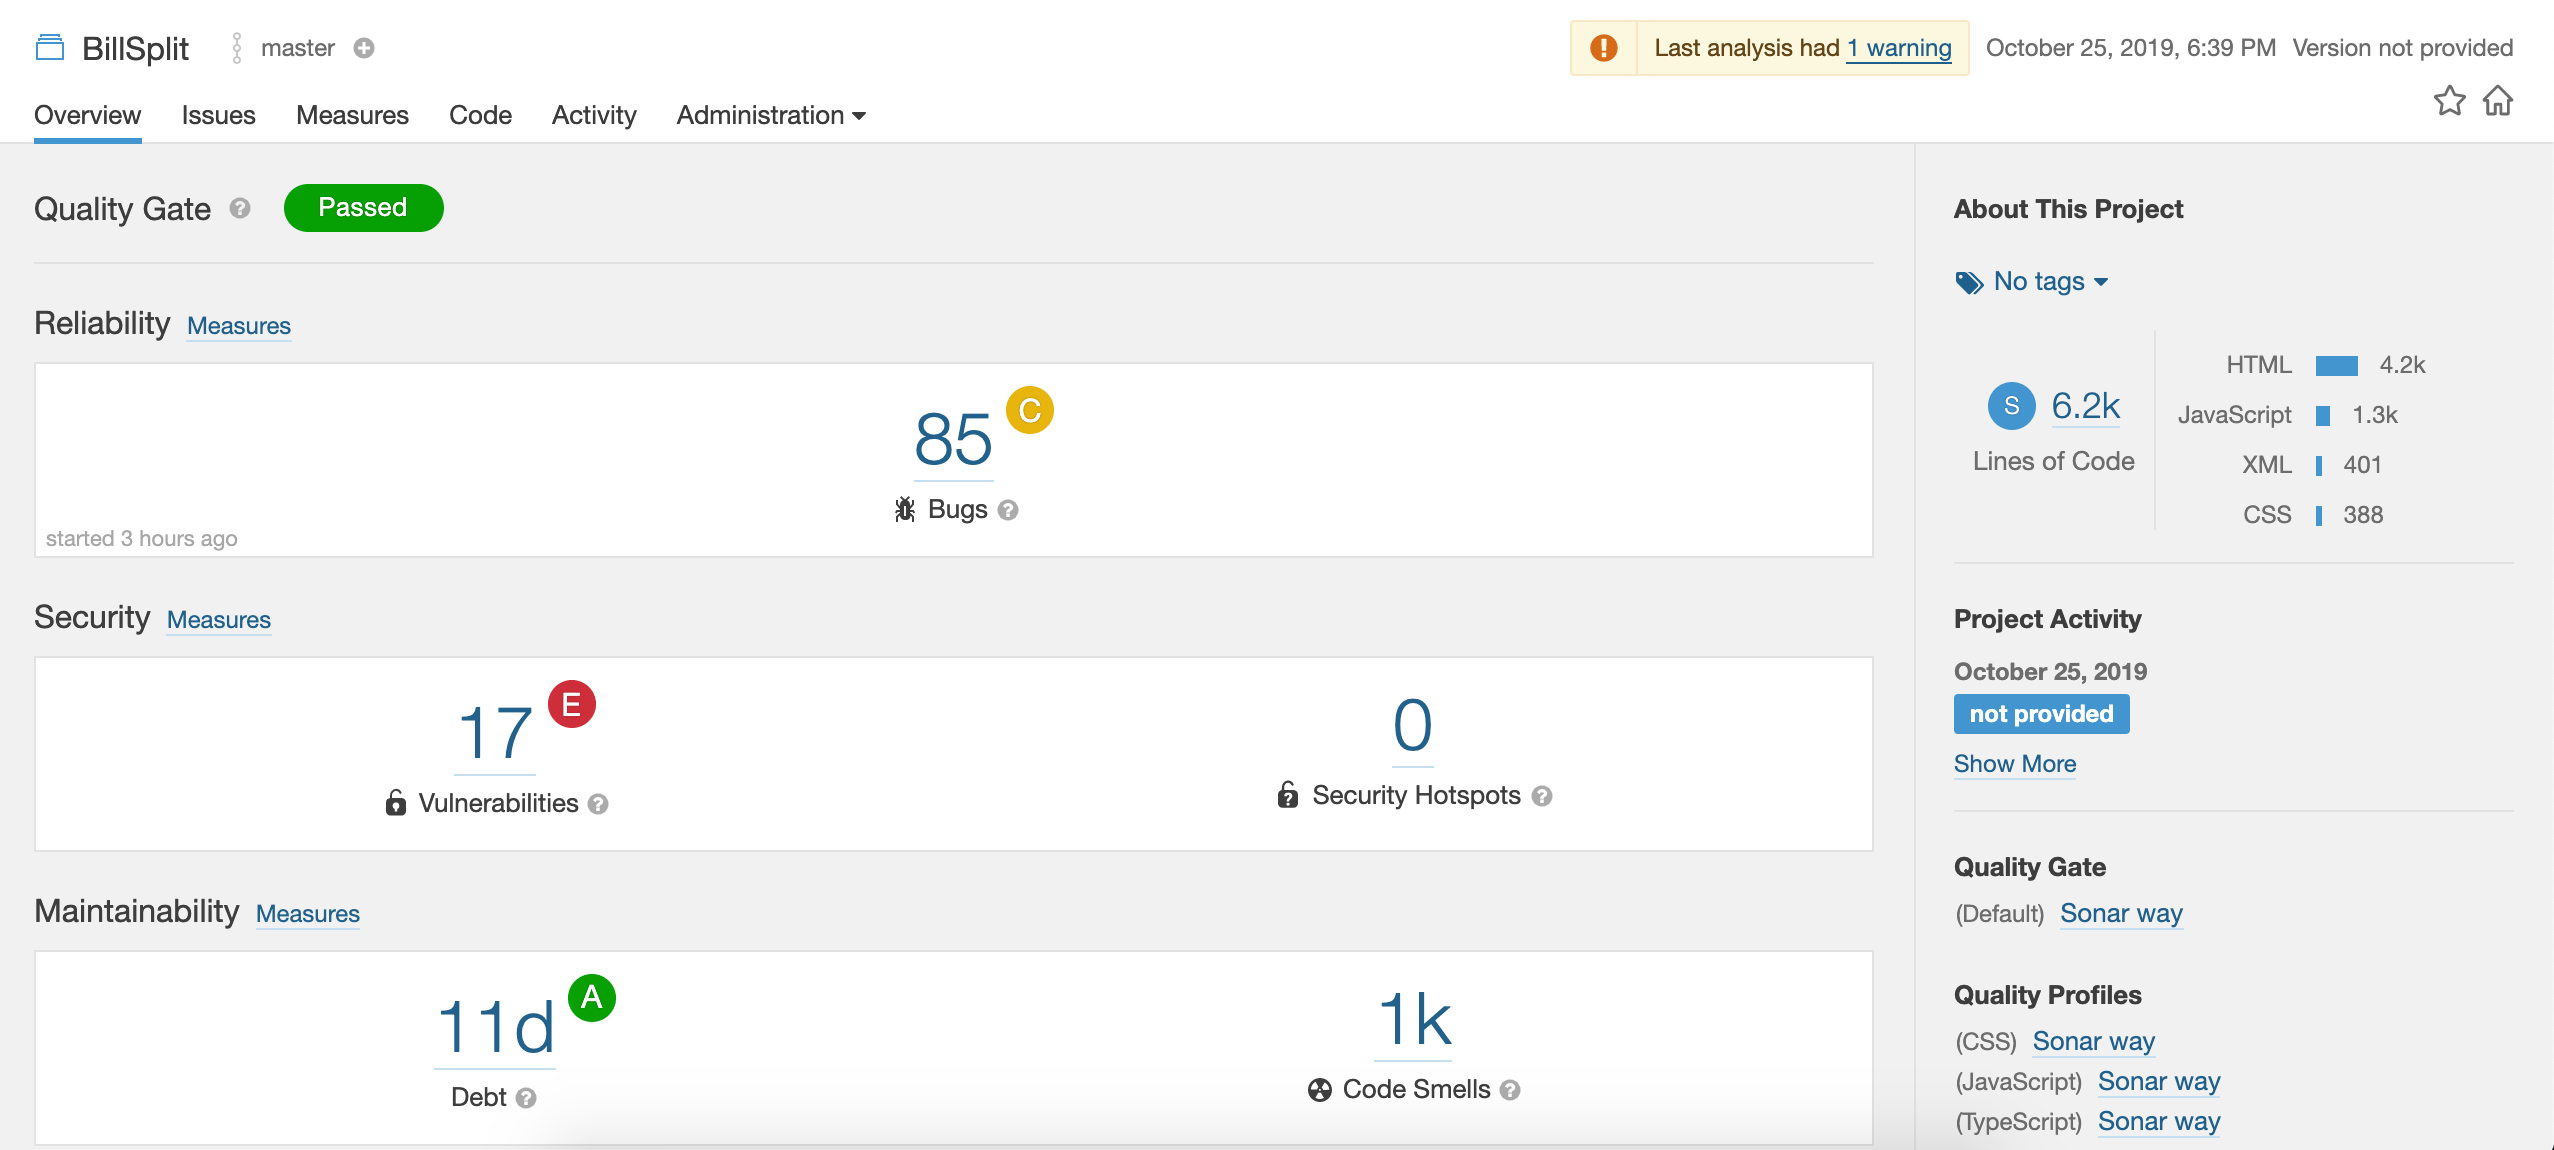 BillSplit master
Last analysis had 1 warning October 25, 2019, 6:39 PM Version not provided
Overview Issues Measures Code Activity Administration
Quality Gate ? Passed
Reliability Measures
85 C
Bugs ?
started 3 hours ago
Security Measures
17 E
Vulnerabilities ?
0
Security Hotspots ?
Maintainability Measures
11d A
Debt ?
1k
Code Smells ?
About This Project
No tags
S 6.2k
Lines of Code
HTML 4.2k
JavaScript 1.3k
XML 401
CSS 388
Project Activity
October 25, 2019
not provided
Show More
Quality Gate
(Default) Sonar way
Quality Profiles
(CSS) Sonar way
(JavaScript) Sonar way
(TypeScript) Sonar way